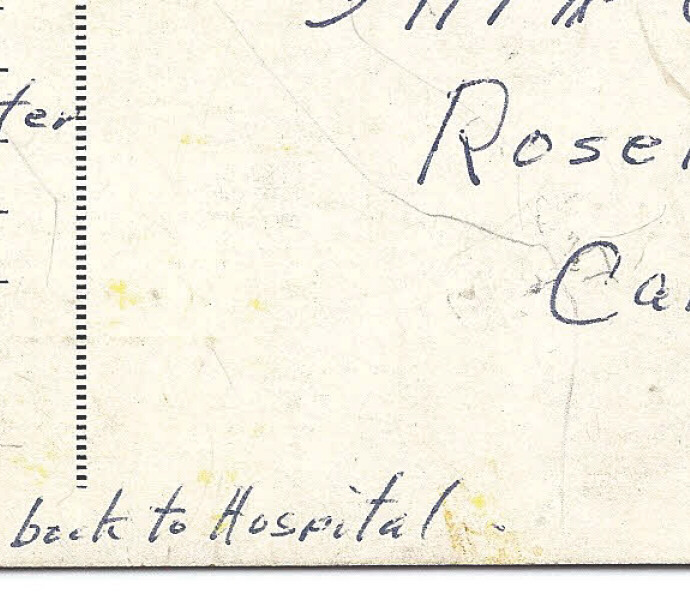 ter
Rose
Ca
back to Hospital.